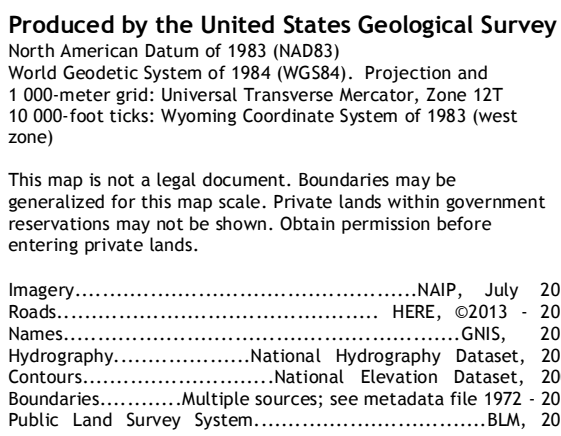 Produced by the United States Geological Survey
North American Datum of 1983 (NAD83)
World Geodetic System of 1984 (WGS84). Projection and
1 000-meter grid: Universal Transverse Mercator, Zone 12T
10 000-foot ticks: Wyoming Coordinate System of 1983 (west
zone)
This map is not a legal document. Boundaries may be
generalized for this map scale. Private lands within government
reservations may not be shown. Obtain permission before
entering private lands.
Imagery..................................................NAIP, July 20
Roads............................................... HERE, ©2013 - 20
Names..........................................................GNIS, 20
Hydrography....................National Hydrography Dataset, 20
Contours............................National Elevation Dataset, 20
Boundaries............Multiple sources; see metadata file 1972 - 20
Public Land Survey System..................................BLM, 20